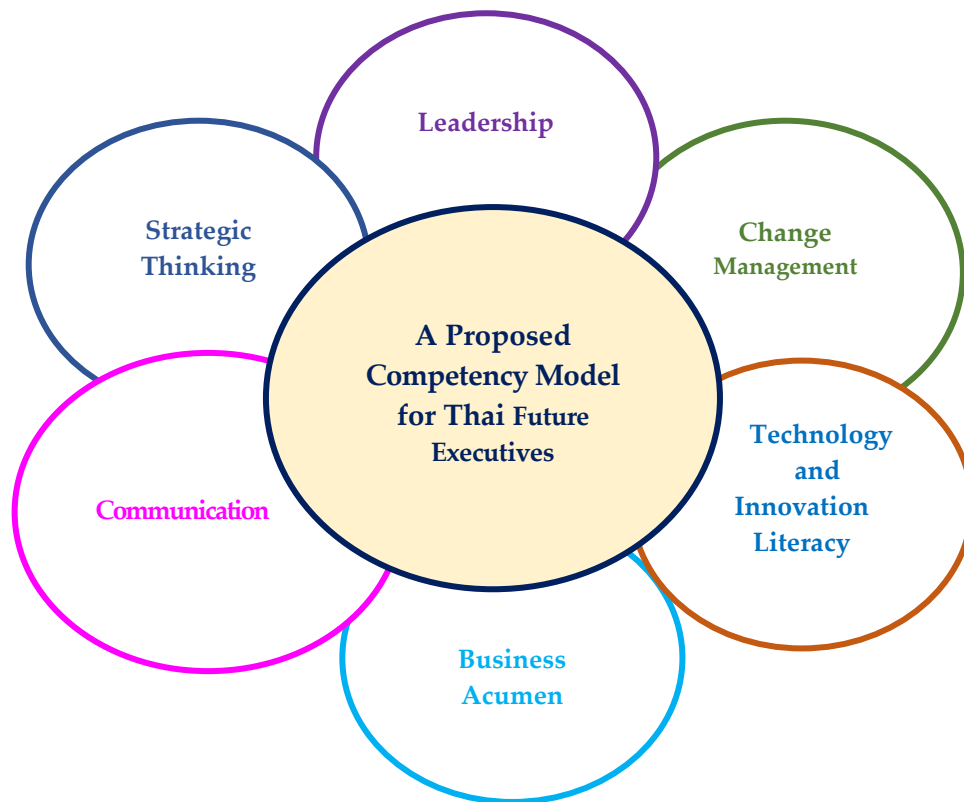 Leadership
Strategic
Thinking
Change
Management
A Proposed
Competency Model
for Thai Future
Executives
Technology
and
Innovation
Literacy
Communication
Business
Acumen